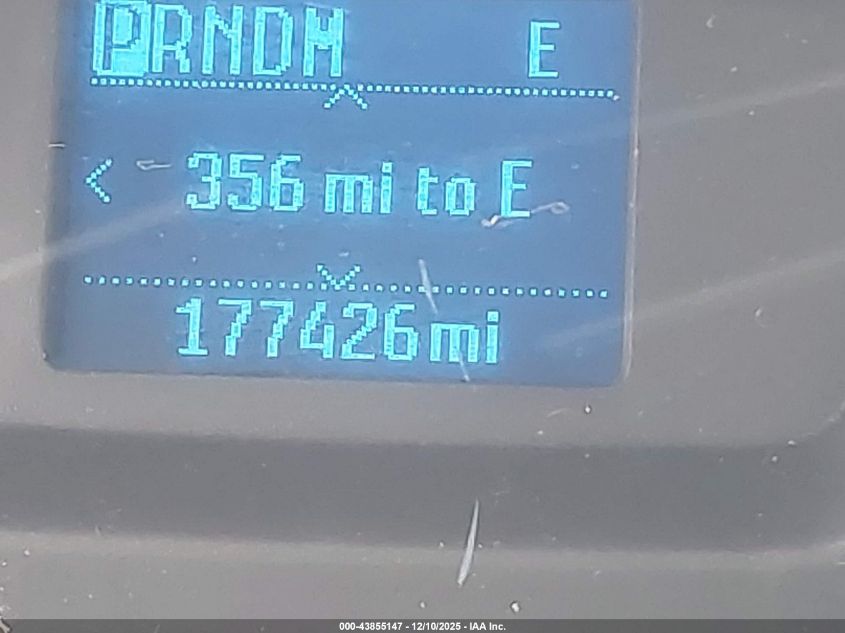 PRNDM E
< 356 mi to E
177426mi
000-43855147 - 12/10/2025 - IAA Inc.